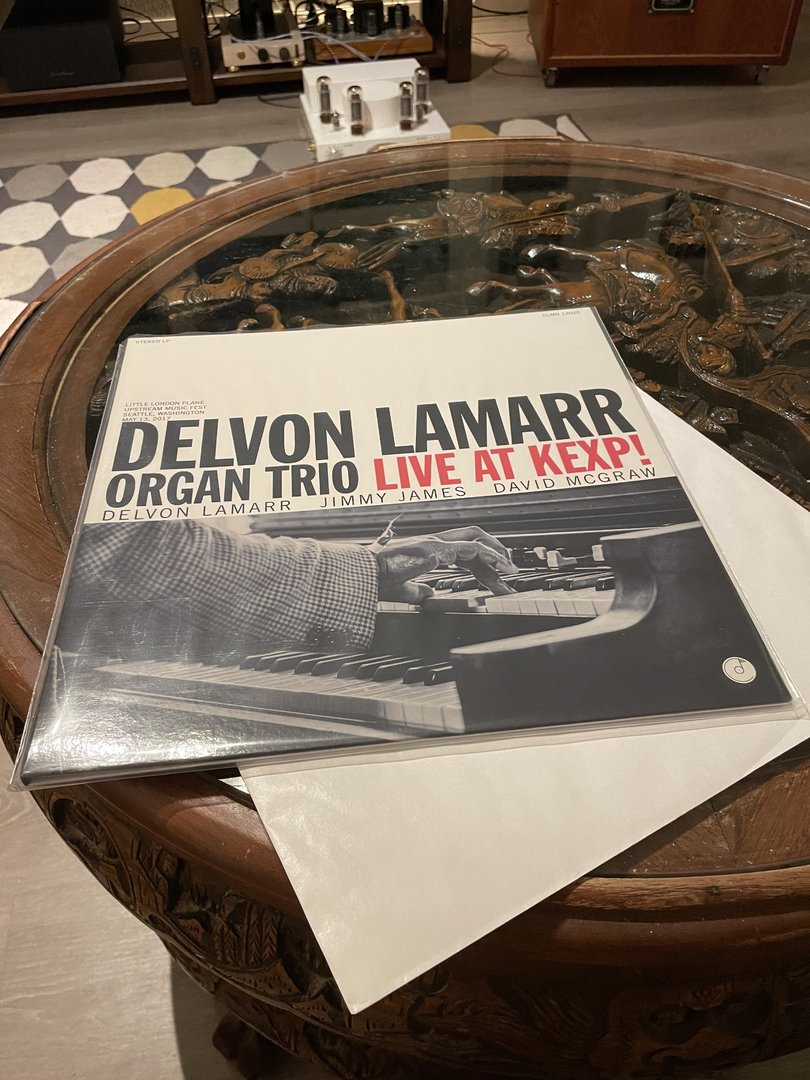 STEREO LP
CLMN 12020
LITTLE LONDON PLANE
UPSTREAM MUSIC FEST
SEATTLE, WASHINGTON
MAY 13, 2017
DELVON LAMARR
ORGAN TRIO LIVE AT KEXP!
DELVON LAMARR JIMMY JAMES DAVID MCGRAW